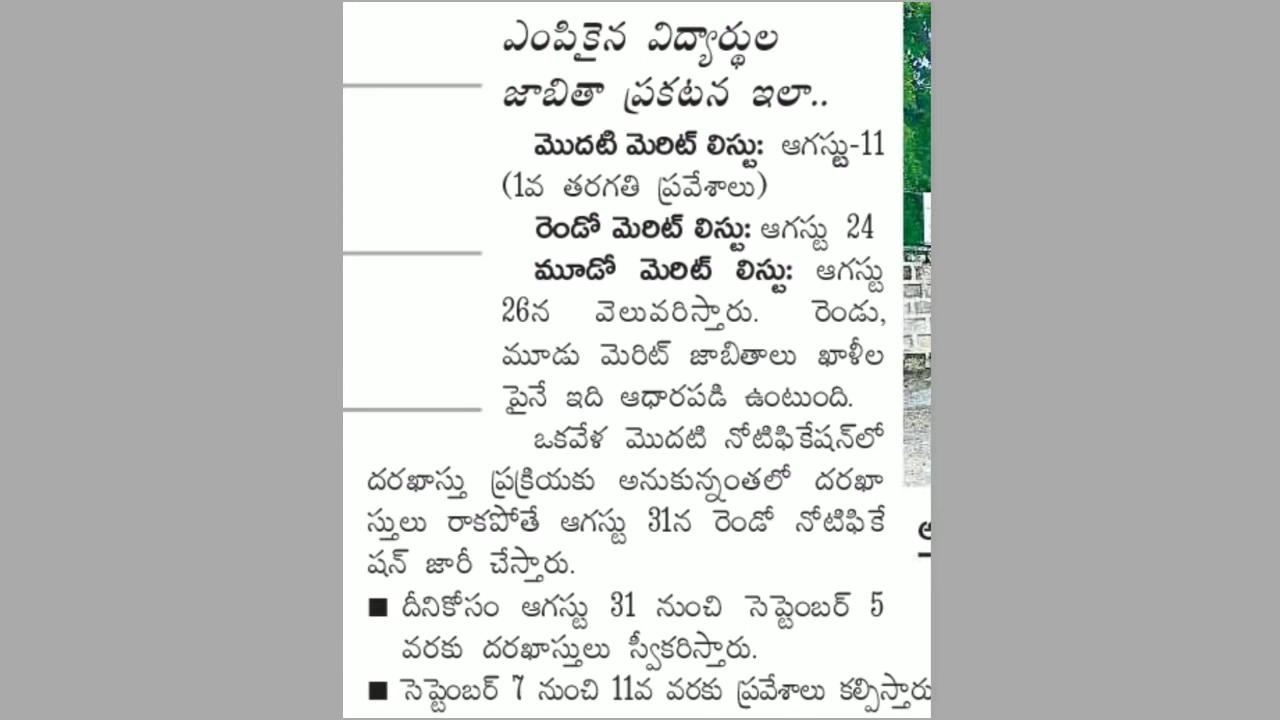 ఎంపికైన విద్యార్థుల
జాబితా ప్రకటన ఇలా..
మొదటి మెరిట్ లిస్టు: ఆగస్టు-11
(1వ తరగతి ప్రవేశాలు)
రెండో మెరిట్ లిస్టు: ఆగస్టు 24
మూడో మెరిట్ లిస్టు: ఆగస్టు
26న వెలువరిస్తారు. రెండు,
మూడు మెరిట్ జాబితాలు ఖాళీల
పైనే ఇది ఆధారపడి ఉంటుంది.
ఒకవేళ మొదటి నోటిఫికేషన్‌లో
దరఖాస్తు ప్రక్రియకు అనుకున్నంతలో దరఖా
స్తులు రాకపోతే ఆగస్టు 31న రెండో నోటిఫికే
షన్ జారీ చేస్తారు.
■ దీనికోసం ఆగస్టు 31 నుంచి సెప్టెంబర్ 5
వరకు దరఖాస్తులు స్వీకరిస్తారు.
■ సెప్టెంబర్ 7 నుంచి 11వ వరకు ప్రవేశాలు కల్పిస్తారు